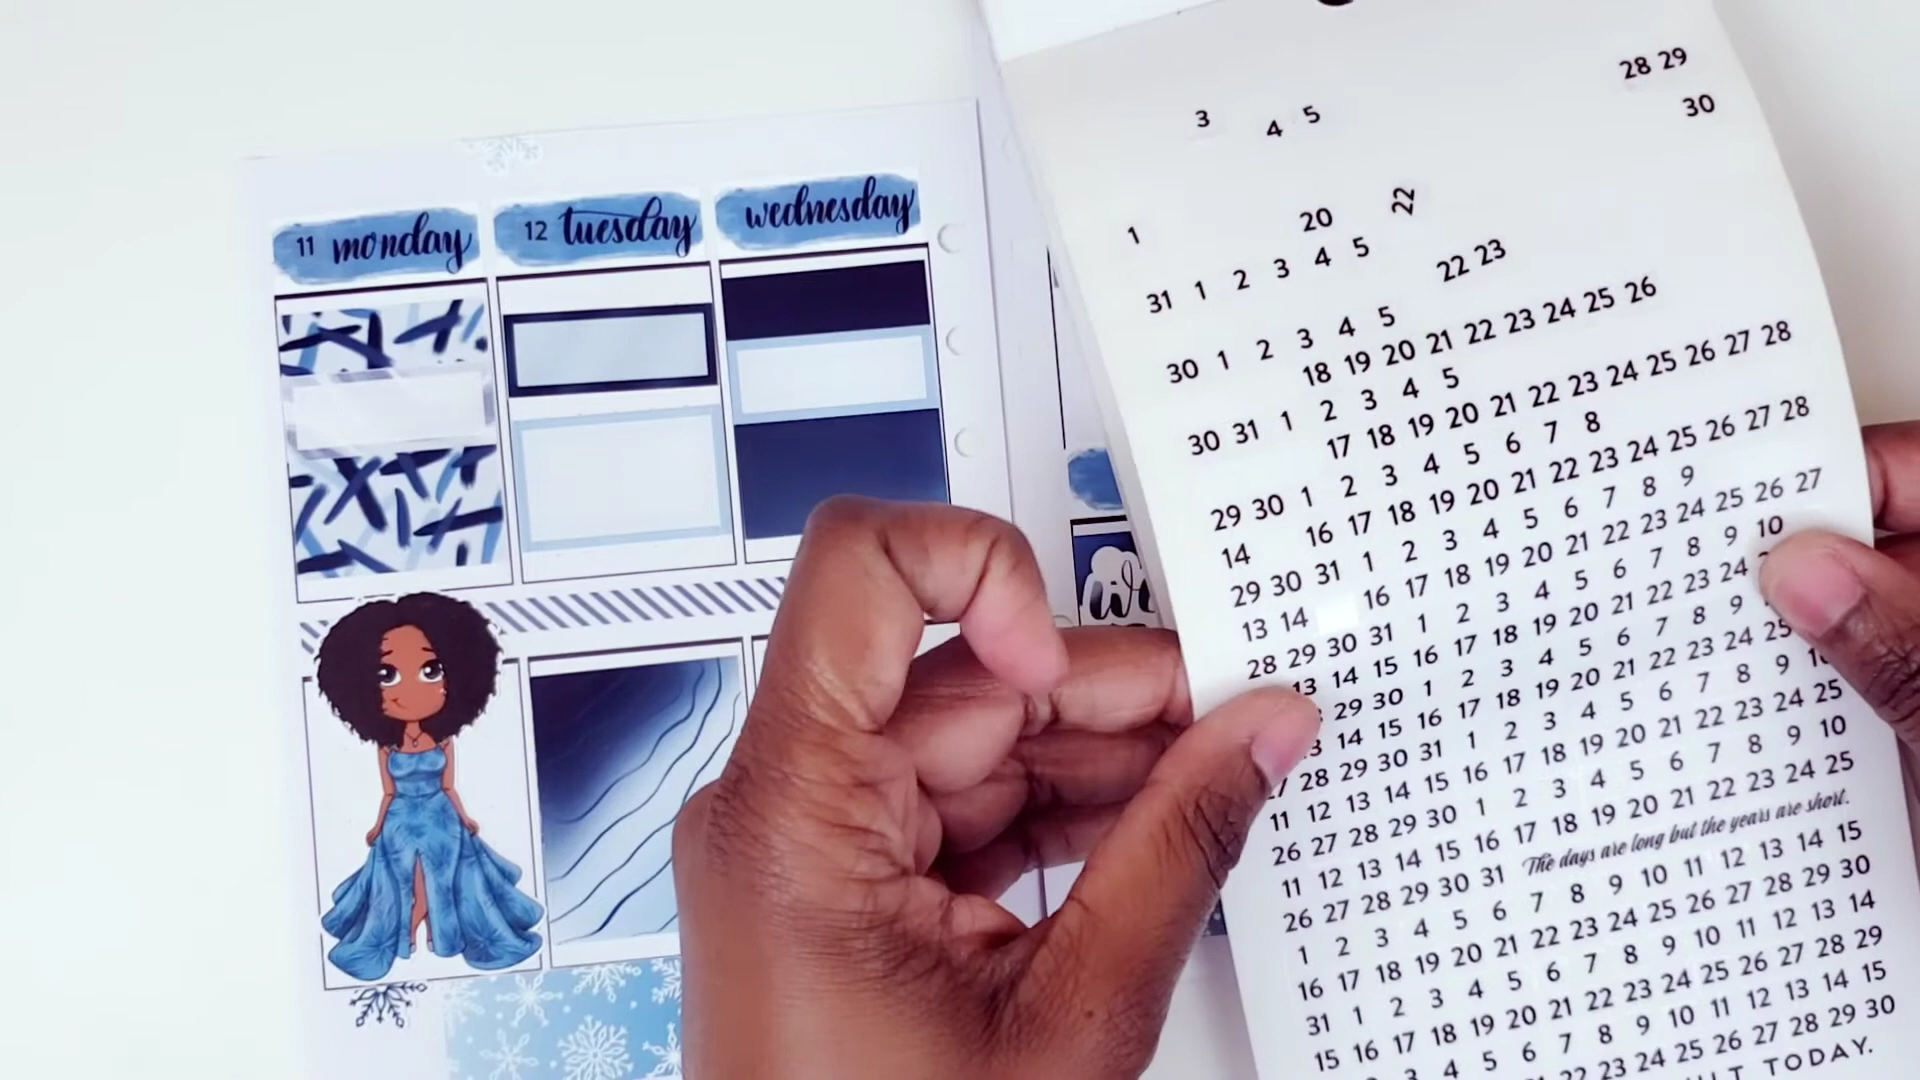 11 monday
12 tuesday
wednesday
28 29
30
3
4 5
22
20
1
31 1 2 3 4 5
22 23
30 1 2 3 4 5
18 19 20 21 22 23 24 25 26
30 31 1 2 3 4 5
17 18 19 20 21 22 23 24 25 26 27 28
29 30 1 2 3 4 5 6 7 8
14 16 17 18 19 20 21 22 23 24 25 26 27 28
29 30 31 1 2 3 4 5 6 7 8 9
13 14 16 17 18 19 20 21 22 23 24 25 26 27
28 29 30 31 1 2 3 4 5 6 7 8 9 10
13 14 15 16 17 18 19 20 21 22 23 24
29 30 1 2 3 4 5 6 7 8 9
14 15 16 17 18 19 20 21 22 23 24 25
28 29 30 31 1 2 3 4 5 6 7 8 9
11 12 13 14 15 16 17 18 19 20 21 22 23 24 25
26 27 28 29 30 1 2 3 4 5 6 7 8 9 10
11 12 13 14 15 16 17 18 19 20 21 22 23 24 25
26 27 28 29 30 31 The days are long but the years are short.
1 2 3 4 5 6 7 8 9 10 11 12 13 14 15
16 17 18 19 20 21 22 23 24 25 26 27 28 29 30
31 1 2 3 4 5 6 7 8 9 10 11 12 13 14
15 16 17 18 19 20 21 22 23 24 25 26 27 28 29
3 4 5 6 7 8 9 10 11 12 13 14 15
22 23 24 25 26 27 28 29 30
TODAY.